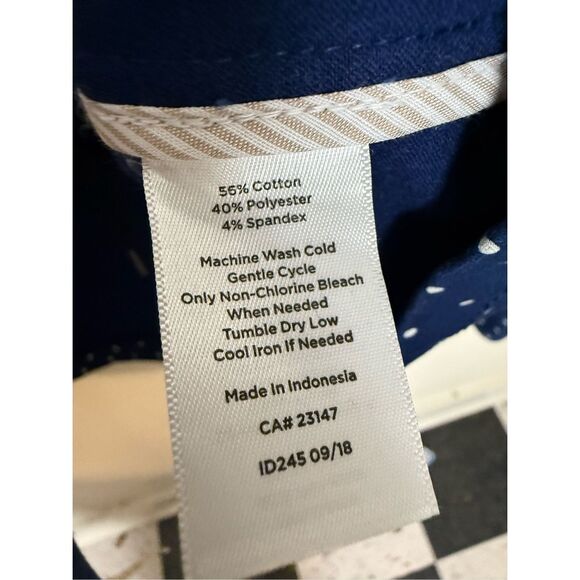 56% Cotton
40% Polyester
4% Spandex
Machine Wash Cold
Gentle Cycle
Only Non-Chlorine Bleach
When Needed
Tumble Dry Low
Cool Iron If Needed
Made In Indonesia
CA# 23147
ID245 09/18